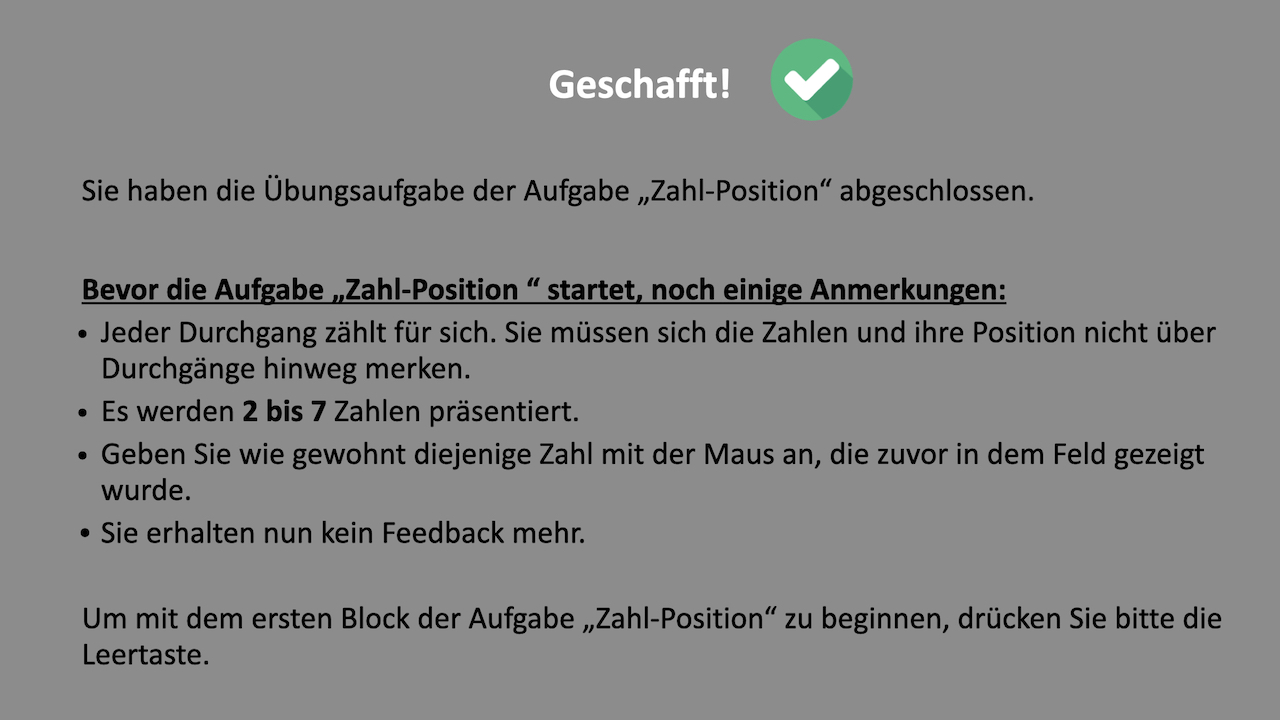 Geschafft!
Sie haben die Übungsaufgabe der Aufgabe „Zahl-Position“ abgeschlossen.
Bevor die Aufgabe „Zahl-Position “ startet, noch einige Anmerkungen:
• Jeder Durchgang zählt für sich. Sie müssen sich die Zahlen und ihre Position nicht über
Durchgänge hinweg merken.
• Es werden 2 bis 7 Zahlen präsentiert.
• Geben Sie wie gewohnt diejenige Zahl mit der Maus an, die zuvor in dem Feld gezeigt
wurde.
• Sie erhalten nun kein Feedback mehr.
Um mit dem ersten Block der Aufgabe „Zahl-Position“ zu beginnen, drücken Sie bitte die
Leertaste.